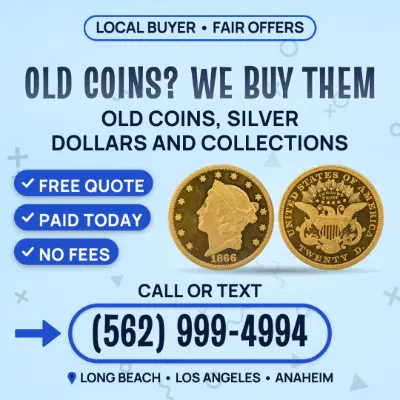 LOCAL BUYER • FAIR OFFERS
OLD COINS? WE BUY THEM
OLD COINS, SILVER
DOLLARS AND COLLECTIONS
FREE QUOTE
PAID TODAY
NO FEES
1866
UNITED STATES OF AMERICA
TWENTY D.
CALL OR TEXT
(562) 999-4994
LONG BEACH • LOS ANGELES • ANAHEIM